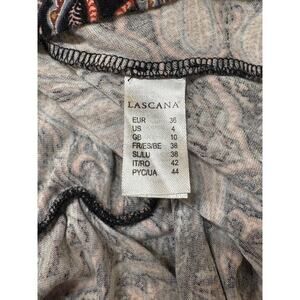 LASCANA
EUR 36
US 4
GB 10
FR/ES/BE 38
SL/LU 38
IT/RO 42
PYC/UA 44